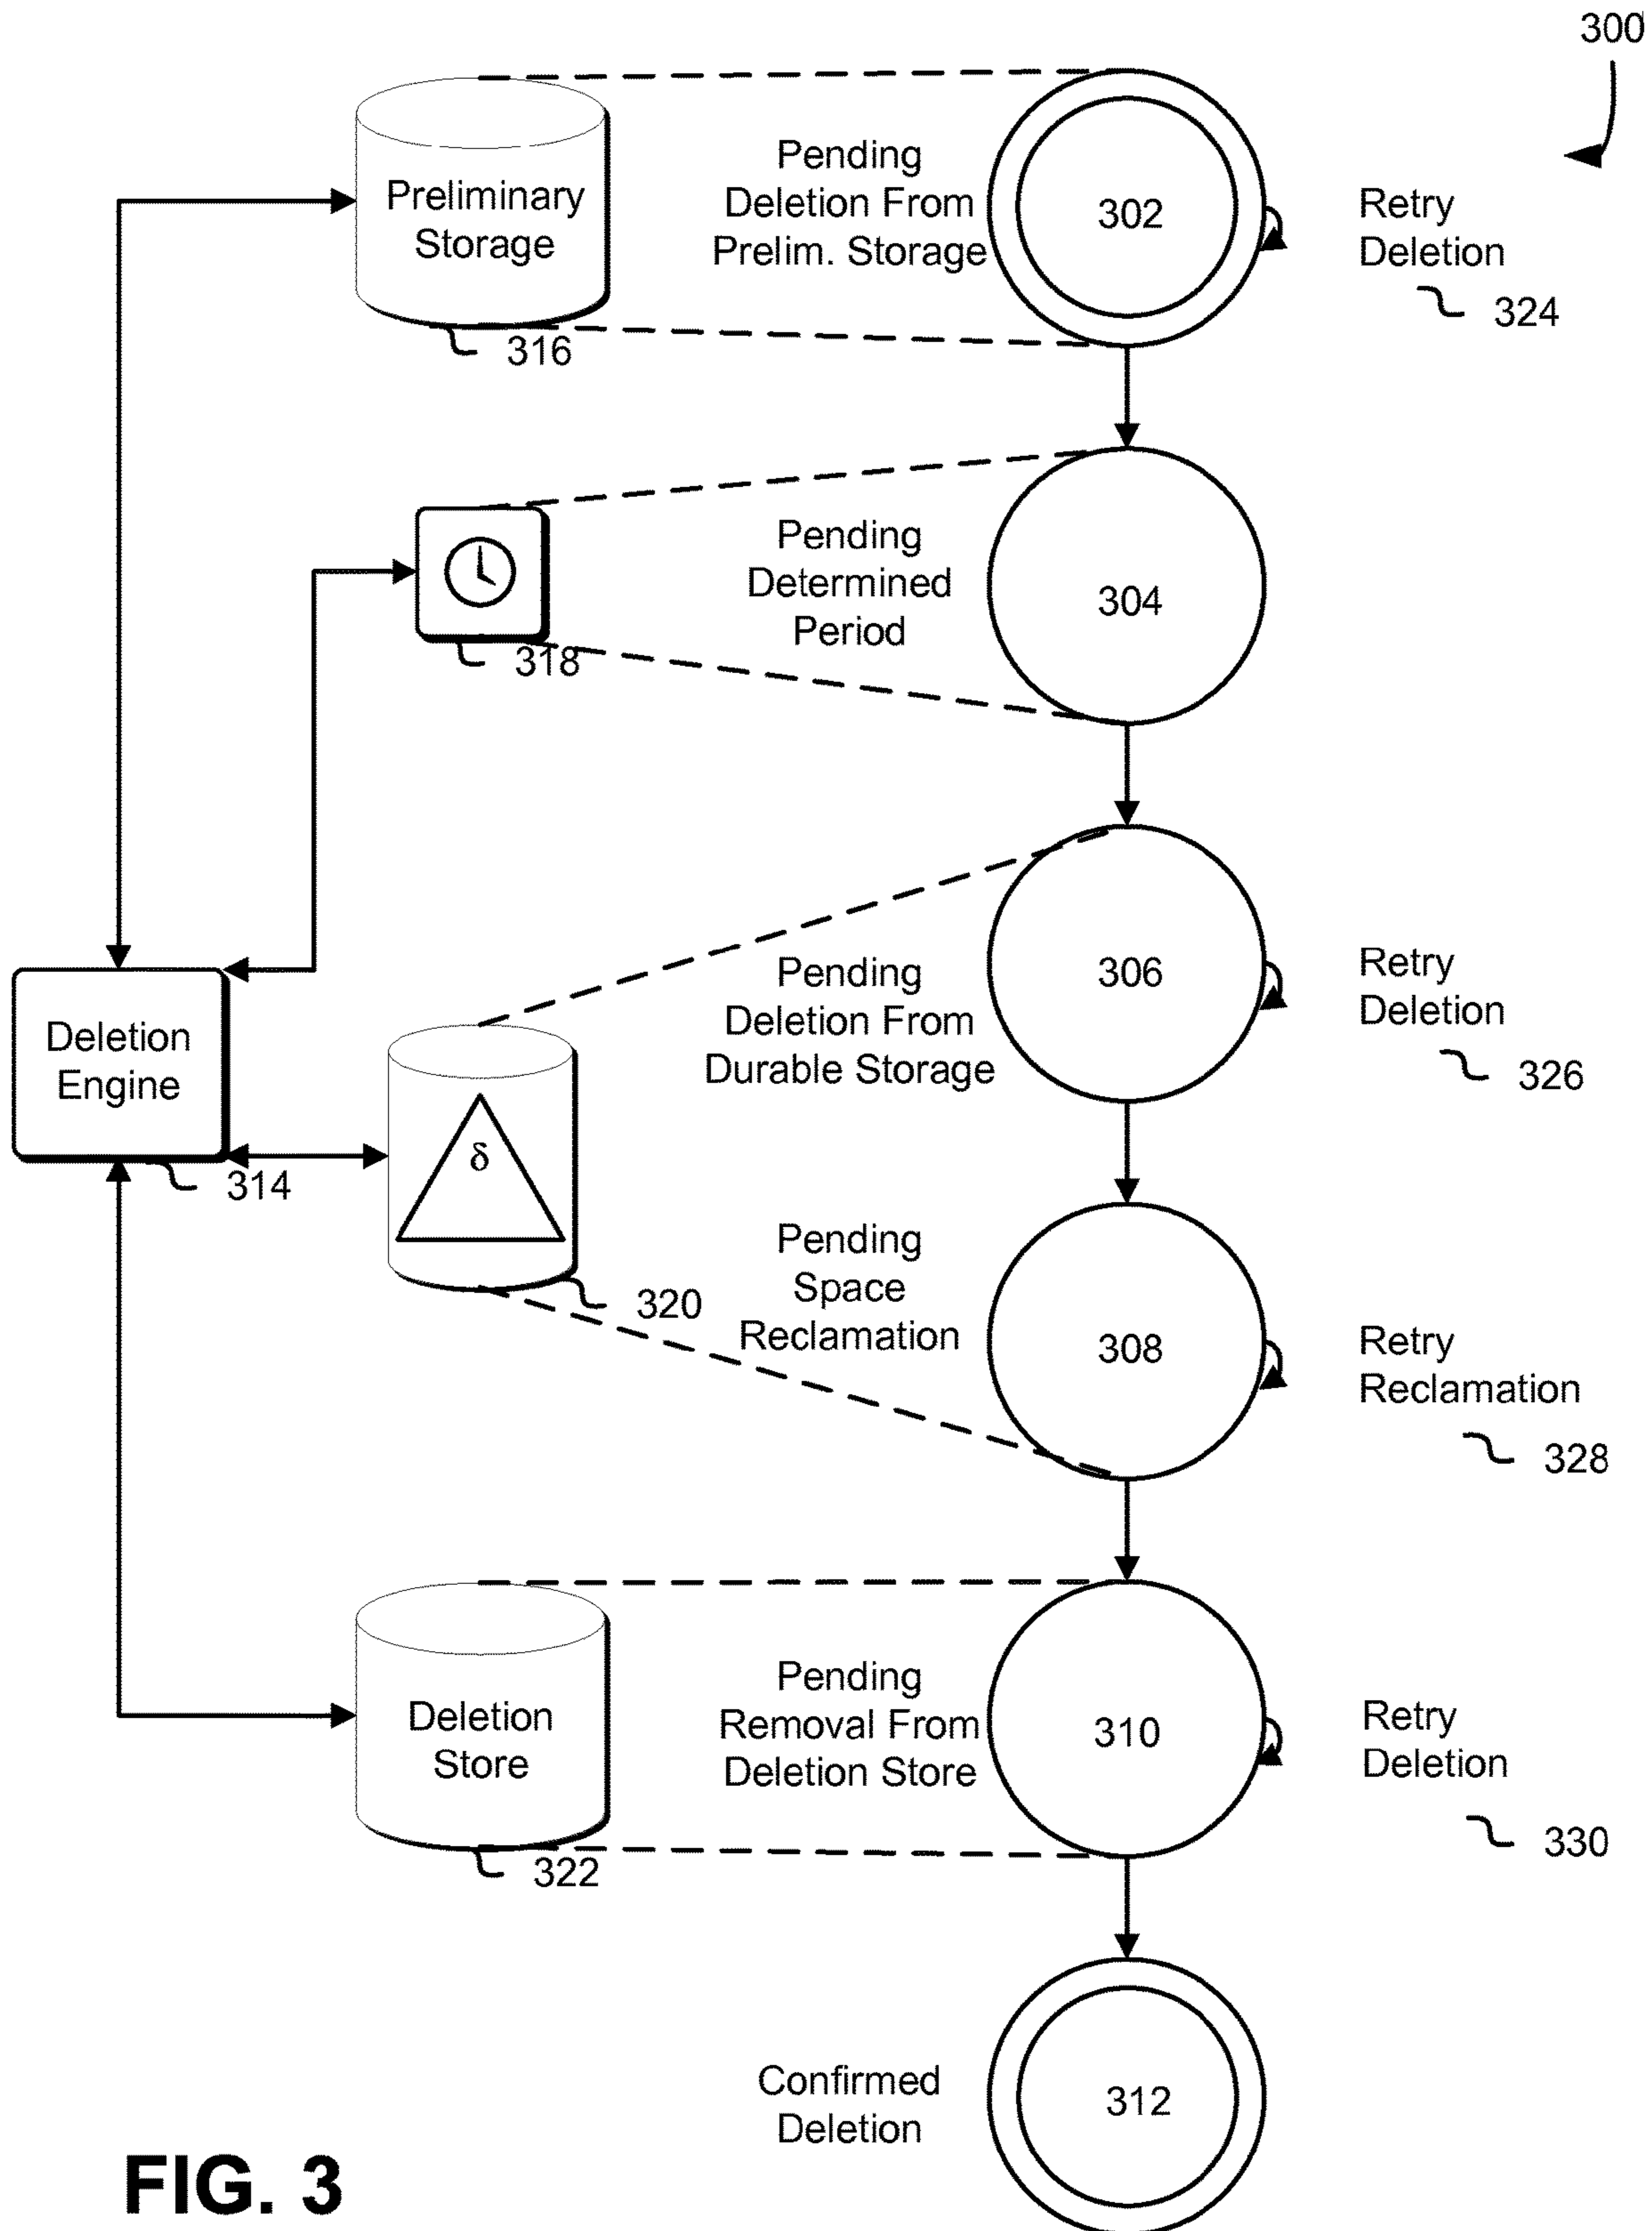 300
Preliminary
Storage
316
Pending
Deletion From
Prelim. Storage
302
Retry
Deletion
324
318
Pending
Determined
Period
304
Deletion
Engine
314
δ
320
Pending
Deletion From
Durable Storage
306
Retry
Deletion
326
Pending
Space
Reclamation
308
Retry
Reclamation
328
Deletion
Store
322
Pending
Removal From
Deletion Store
310
Retry
Deletion
330
Confirmed
Deletion
312
FIG. 3